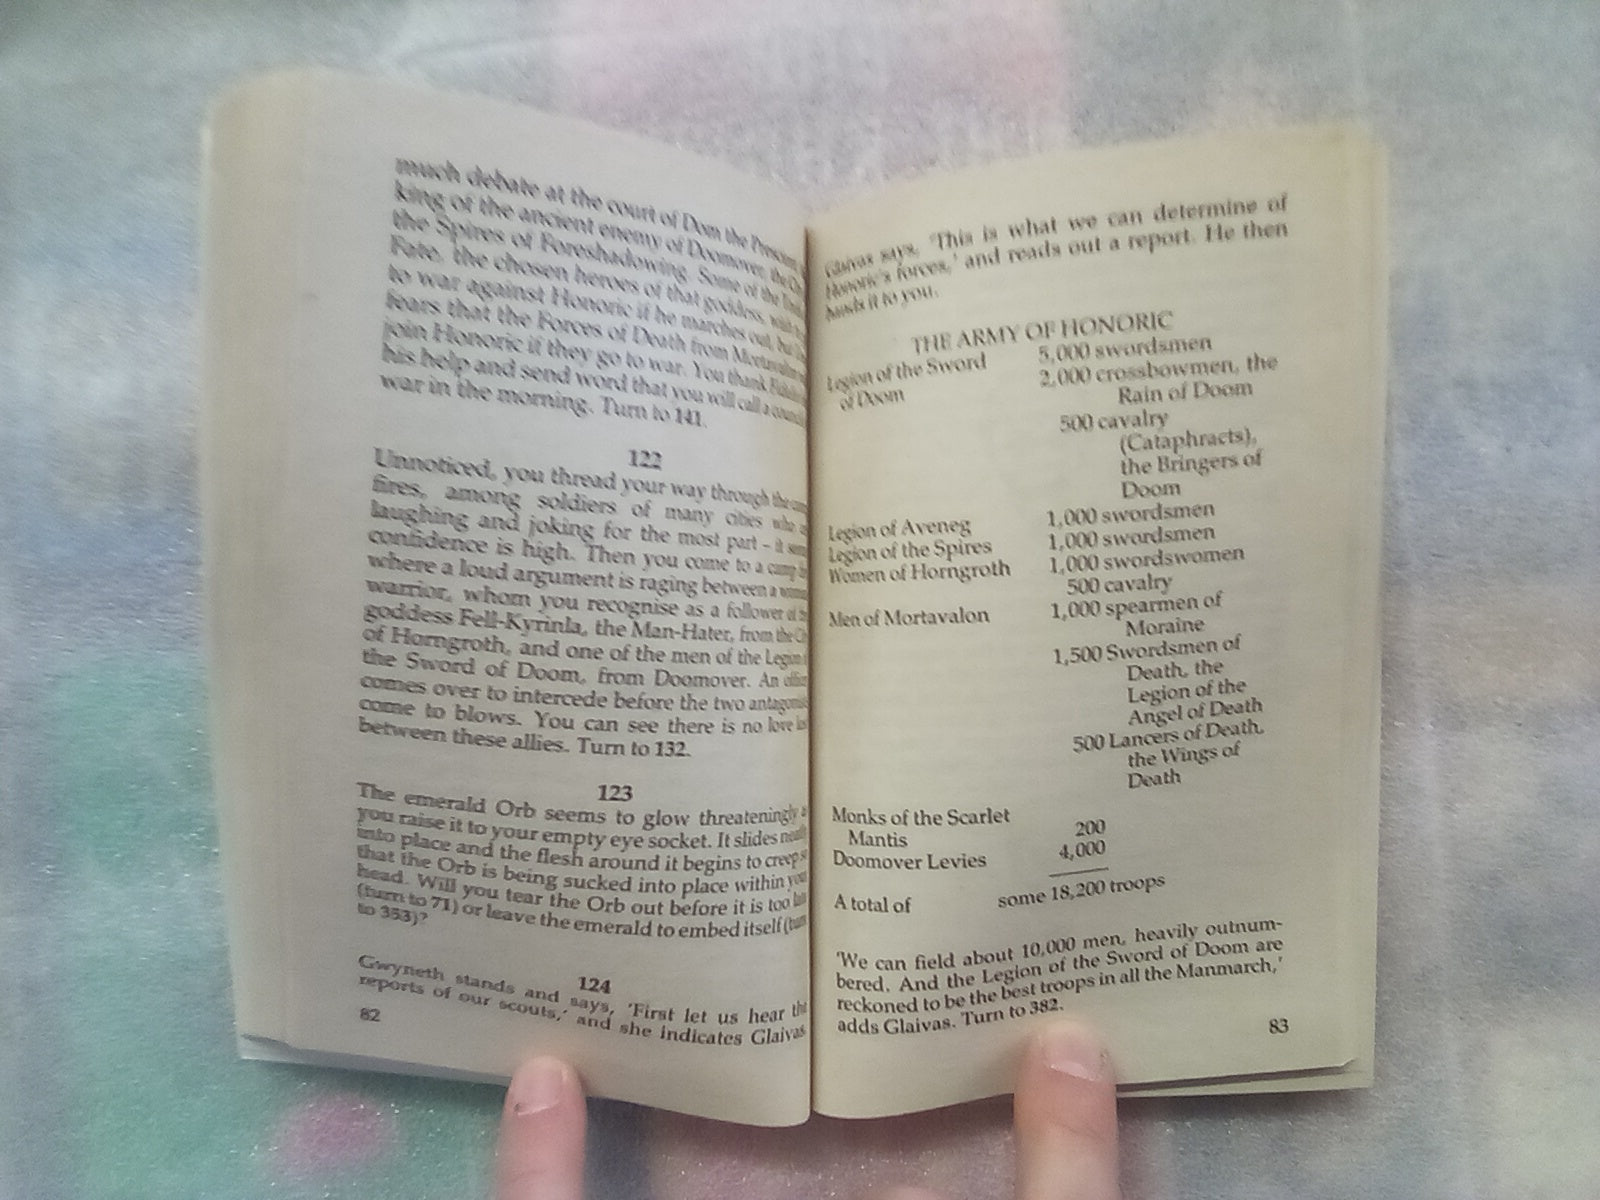 much debate at the court of Dom the Prescient
king of the ancient enemy of Doomover, the
the Spires of Foreshadowing. Some of the
Fate, the chosen heroes of that goddess, wish
to war against Honoric if he marches out, but
fears that the Forces of Death from Mortavalon
join Honoric if they go to war. You thank
his help and send word that you will call a
war in the morning. Turn to 141.
122
Unnoticed, you thread your way through the
fires, among soldiers of many cities who
laughing and joking for the most part – it
confidence is high. Then you come to a camp
where a loud argument is raging between a
warrior, whom you recognise as a follower of
goddess Fell-Kyrinla, the Man-Hater, from the
of Horngroth, and one of the men of the Legion
the Sword of Doom, from Doomover. An
comes over to intercede before the two
come to blows. You can see there is no love
between these allies. Turn to 132.
123
The emerald Orb seems to glow threateningly
you raise it to your empty eye socket. It slides
into place and the flesh around it begins to creep
that the Orb is being sucked into place within
head. Will you tear the Orb out before it is too
(turn to 71) or leave the emerald to embed itself
to 353)?
124
Gwyneth stands and says, 'First let us hear the
reports of our scouts,' and she indicates Glaivas.
82
Glaivas says, 'This is what we can determine of
Honoric's forces,' and reads out a report. He then
hands it to you.
THE ARMY OF HONORIC
Legion of the Sword 5,000 swordsmen
of Doom 2,000 crossbowmen, the
Rain of Doom
500 cavalry
(Cataphracts),
the Bringers of
Doom
Legion of Aveneg 1,000 swordsmen
Legion of the Spires 1,000 swordsmen
Women of Horngroth 1,000 swordswomen
500 cavalry
Men of Mortavalon 1,000 spearmen of
Moraine
1,500 Swordsmen of
Death, the
Legion of the
Angel of Death
500 Lancers of Death,
the Wings of
Death
Monks of the Scarlet
Mantis 200
Doomover Levies 4,000
A total of some 18,200 troops
'We can field about 10,000 men, heavily outnum-
bered. And the Legion of the Sword of Doom are
reckoned to be the best troops in all the Manmarch,'
adds Glaivas. Turn to 382.
83